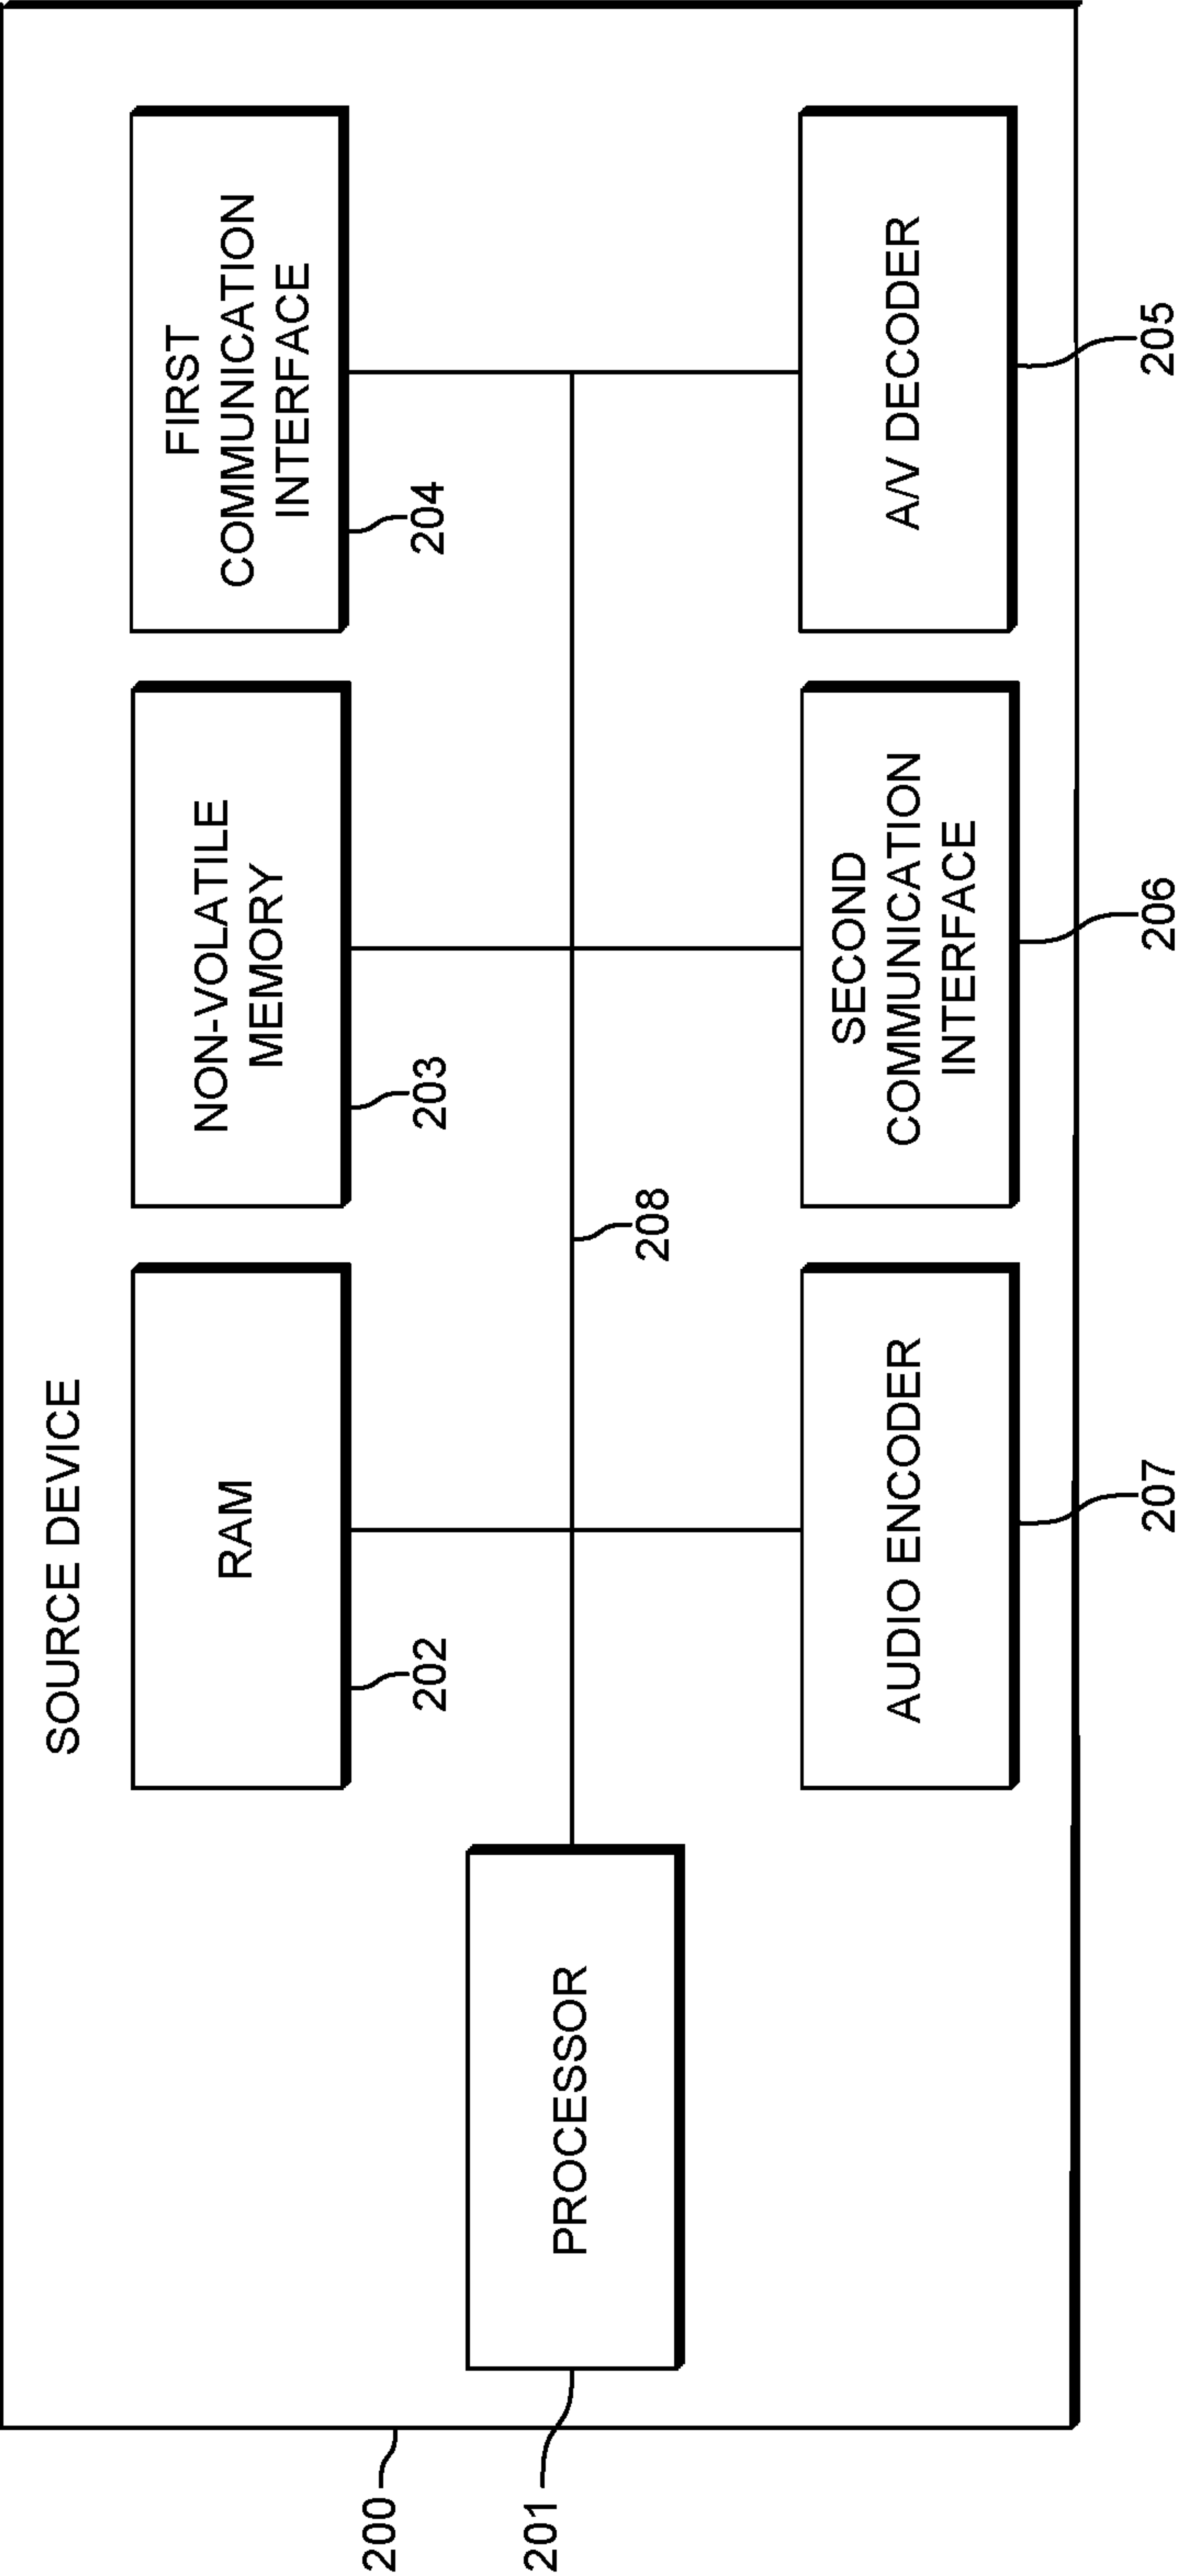 SOURCE DEVICE
RAM
202
NON-VOLATILE
MEMORY
203
FIRST
COMMUNICATION
INTERFACE
204
200
201
PROCESSOR
208
AUDIO ENCODER
207
SECOND
COMMUNICATION
INTERFACE
206
A/V DECODER
205